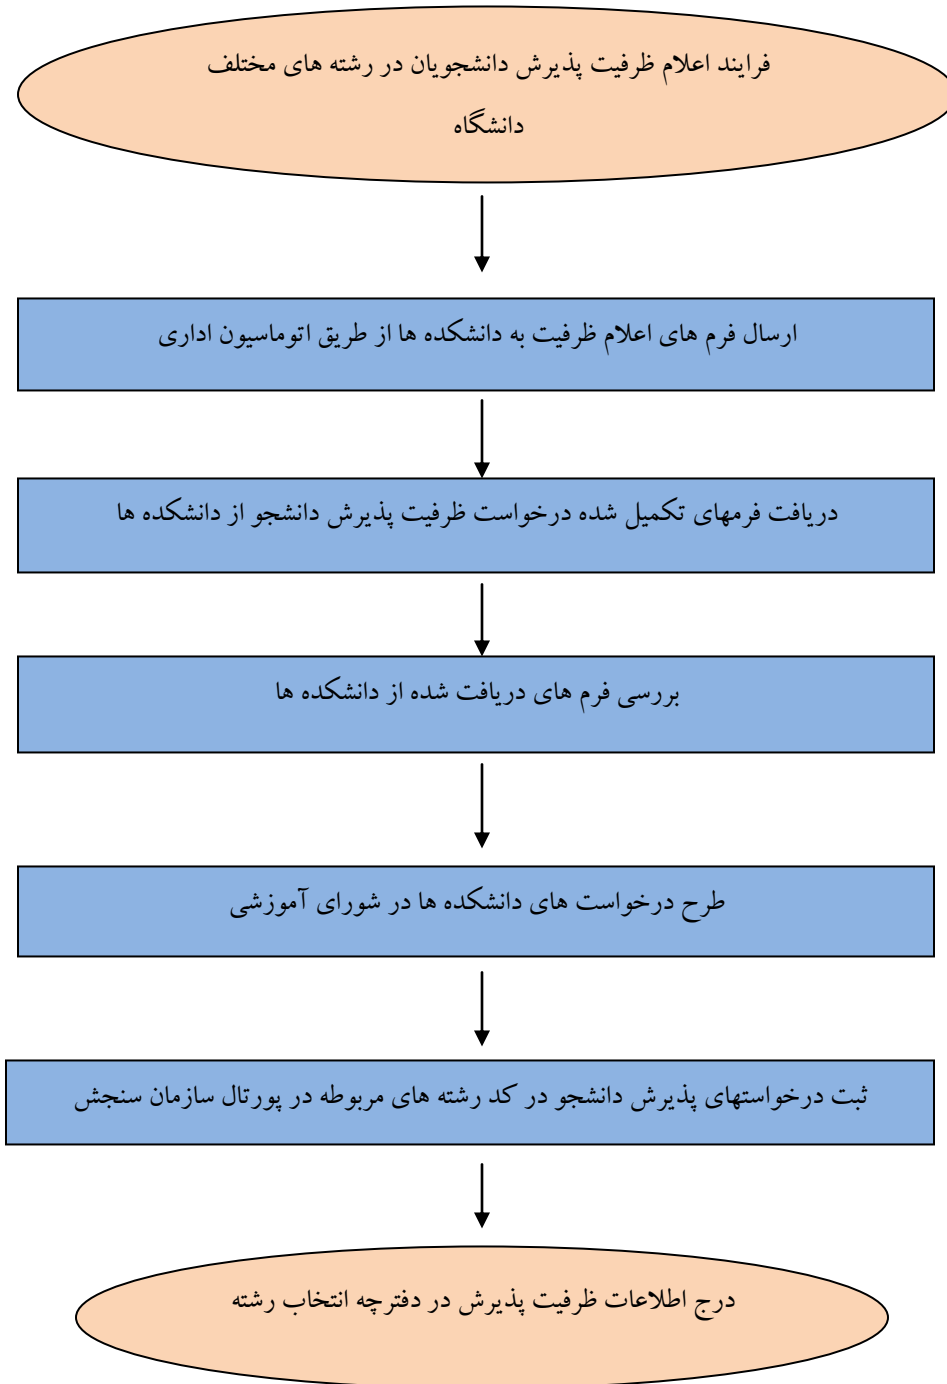 فرایند اعلام ظرفیت پذیرش دانشجویان در رشته های مختلف
دانشگاه
ارسال فرم های اعلام ظرفیت به دانشکده ها از طریق اتوماسیون اداری
دریافت فرمهای تکمیل شده درخواست ظرفیت پذیرش دانشجو از دانشکده ها
بررسی فرم های دریافت شده از دانشکده ها
طرح درخواست های دانشکده ها در شورای آموزشی
ثبت درخواستهای پذیرش دانشجو در کد رشته های مربوطه در پورتال سازمان سنجش
درج اطلاعات ظرفیت پذیرش در دفترچه انتخاب رشته